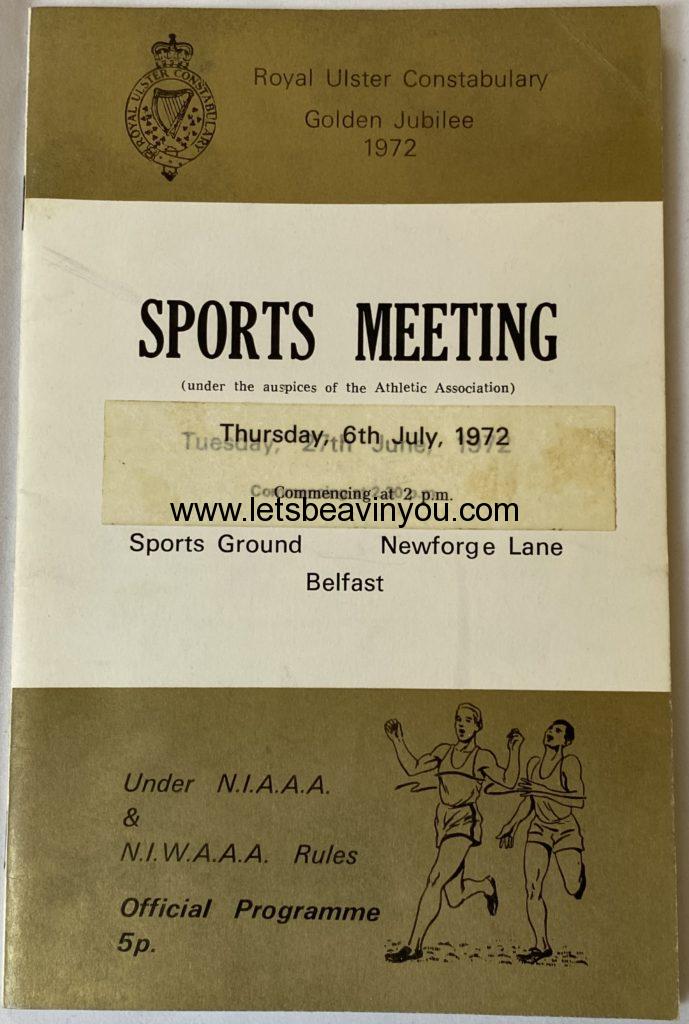 ROYAL ULSTER CONSTABULARY
Royal Ulster Constabulary
Golden Jubilee
1972
SPORTS MEETING
(under the auspices of the Athletic Association)
Thursday, 6th July, 1972
Tuesday, 27th June, 1972
Commencing at 2 p.m.
www.letsbeavinyou.com
Sports Ground Newforge Lane
Belfast
Under N.I.A.A.A.
&
N.I.W.A.A.A. Rules
Official Programme
5p.